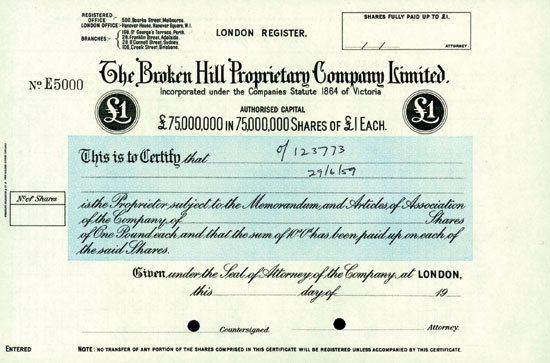 REGISTERED OFFICE - 500, Bourke Street, Melbourne.
LONDON OFFICE: - Hanover House, Hanover Square, W.1.
BRANCHES: - 168, St George's Terrace, Perth.
28, Franklin Street, Adelaide.
28, O'Connell Street, Sydney.
108, Creek Street, Brisbane.
LONDON REGISTER.
SHARES FULLY PAID UP TO £1.
/ /
ATTORNEY
No. E5000
The Broken Hill Proprietary Company Limited.
Incorporated under the Companies Statute 1864 of Victoria
£1
AUTHORISED CAPITAL
£1
£75,000,000 IN 75,000,000 SHARES OF £1 EACH.
This is to Certify that
O/ 123773
29/6/59
No. of Shares
is the Proprietor, subject to the Memorandum and Articles of Association
of the Company, of Shares
of One Pound each, and that the sum of 10s. 0d. has been paid up on each of
the said Shares.
Given under the Seal of Attorney of the Company, at LONDON,
this day of 19
Countersigned.
Attorney.
ENTERED
NOTE: NO TRANSFER OF ANY PORTION OF THE SHARES COMPRISED IN THIS CERTIFICATE WILL BE REGISTERED UNLESS ACCOMPANIED BY THIS CERTIFICATE.